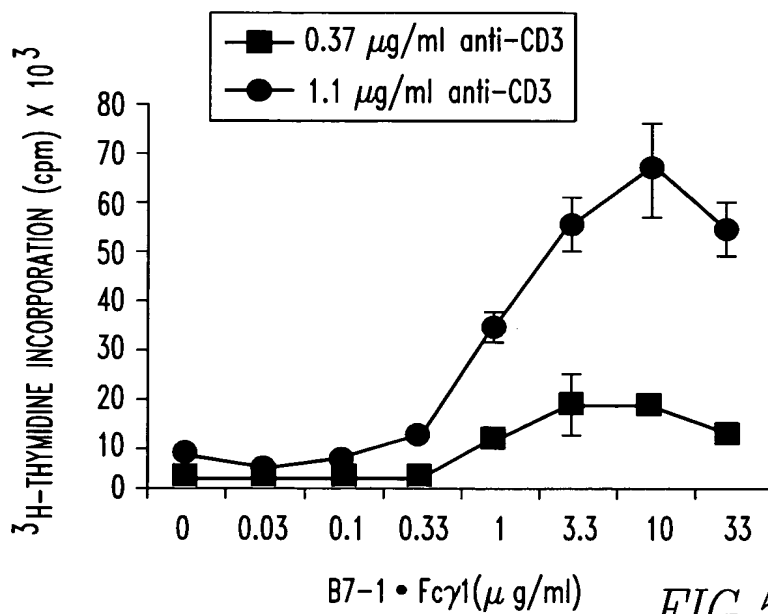 0.37 μg/ml anti-CD3
1.1 μg/ml anti-CD3
³H-THYMIDINE INCORPORATION (cpm) X 10³
80
70
60
50
40
30
20
10
0
0 0.03 0.1 0.33 1 3.3 10 33
B7-1 • Fcγ1(μ g/ml)
FIG.